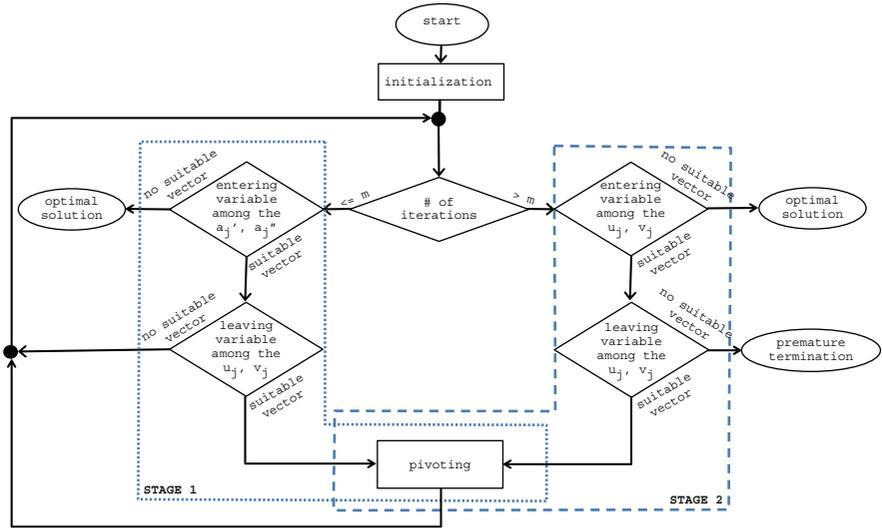 start
initialization
no suitable
vector
optimal
solution
entering
variable
among the
aj', aj"
suitable
vector
<= m
# of
iterations
> m
entering
variable
among the
uj, vj
no suitable
vector
optimal
solution
suitable
vector
no suitable
vector
leaving
variable
among the
uj, vj
suitable
vector
leaving
variable
among the
uj, vj
no suitable
vector
premature
termination
suitable
vector
pivoting
STAGE 1
STAGE 2